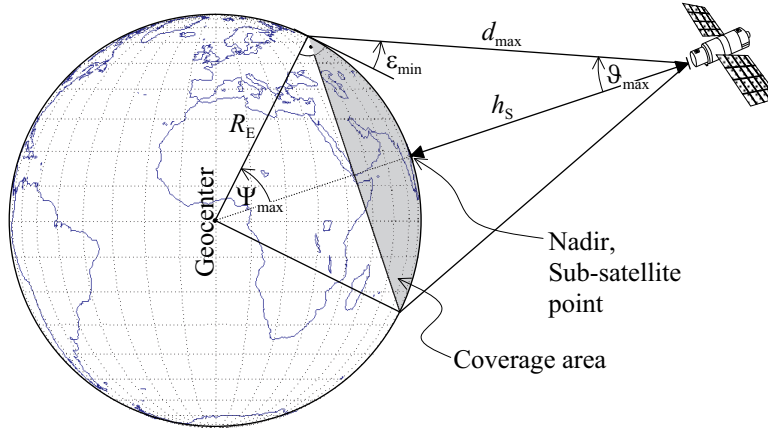 d_max
ε_min
ϑ_max
h_S
R_E
Ψ_max
Geocenter
Nadir,
Sub-satellite
point
Coverage area